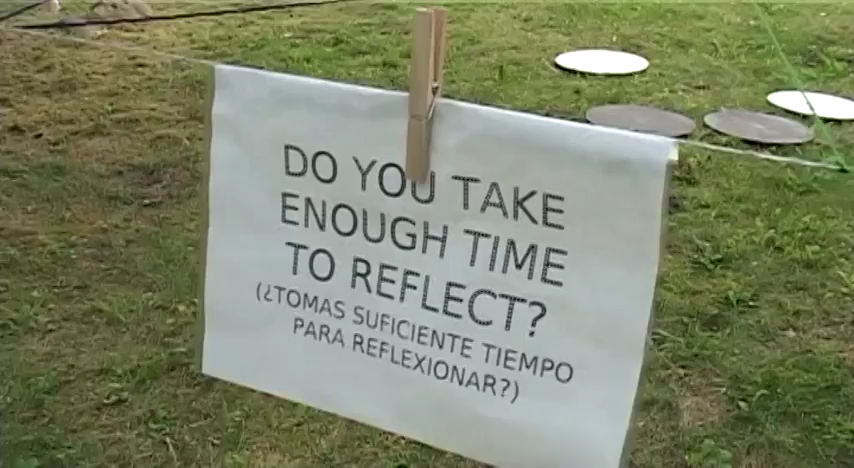 DO YOU TAKE
ENOUGH TIME
TO REFLECT?
(¿TOMAS SUFICIENTE TIEMPO
PARA REFLEXIONAR?)